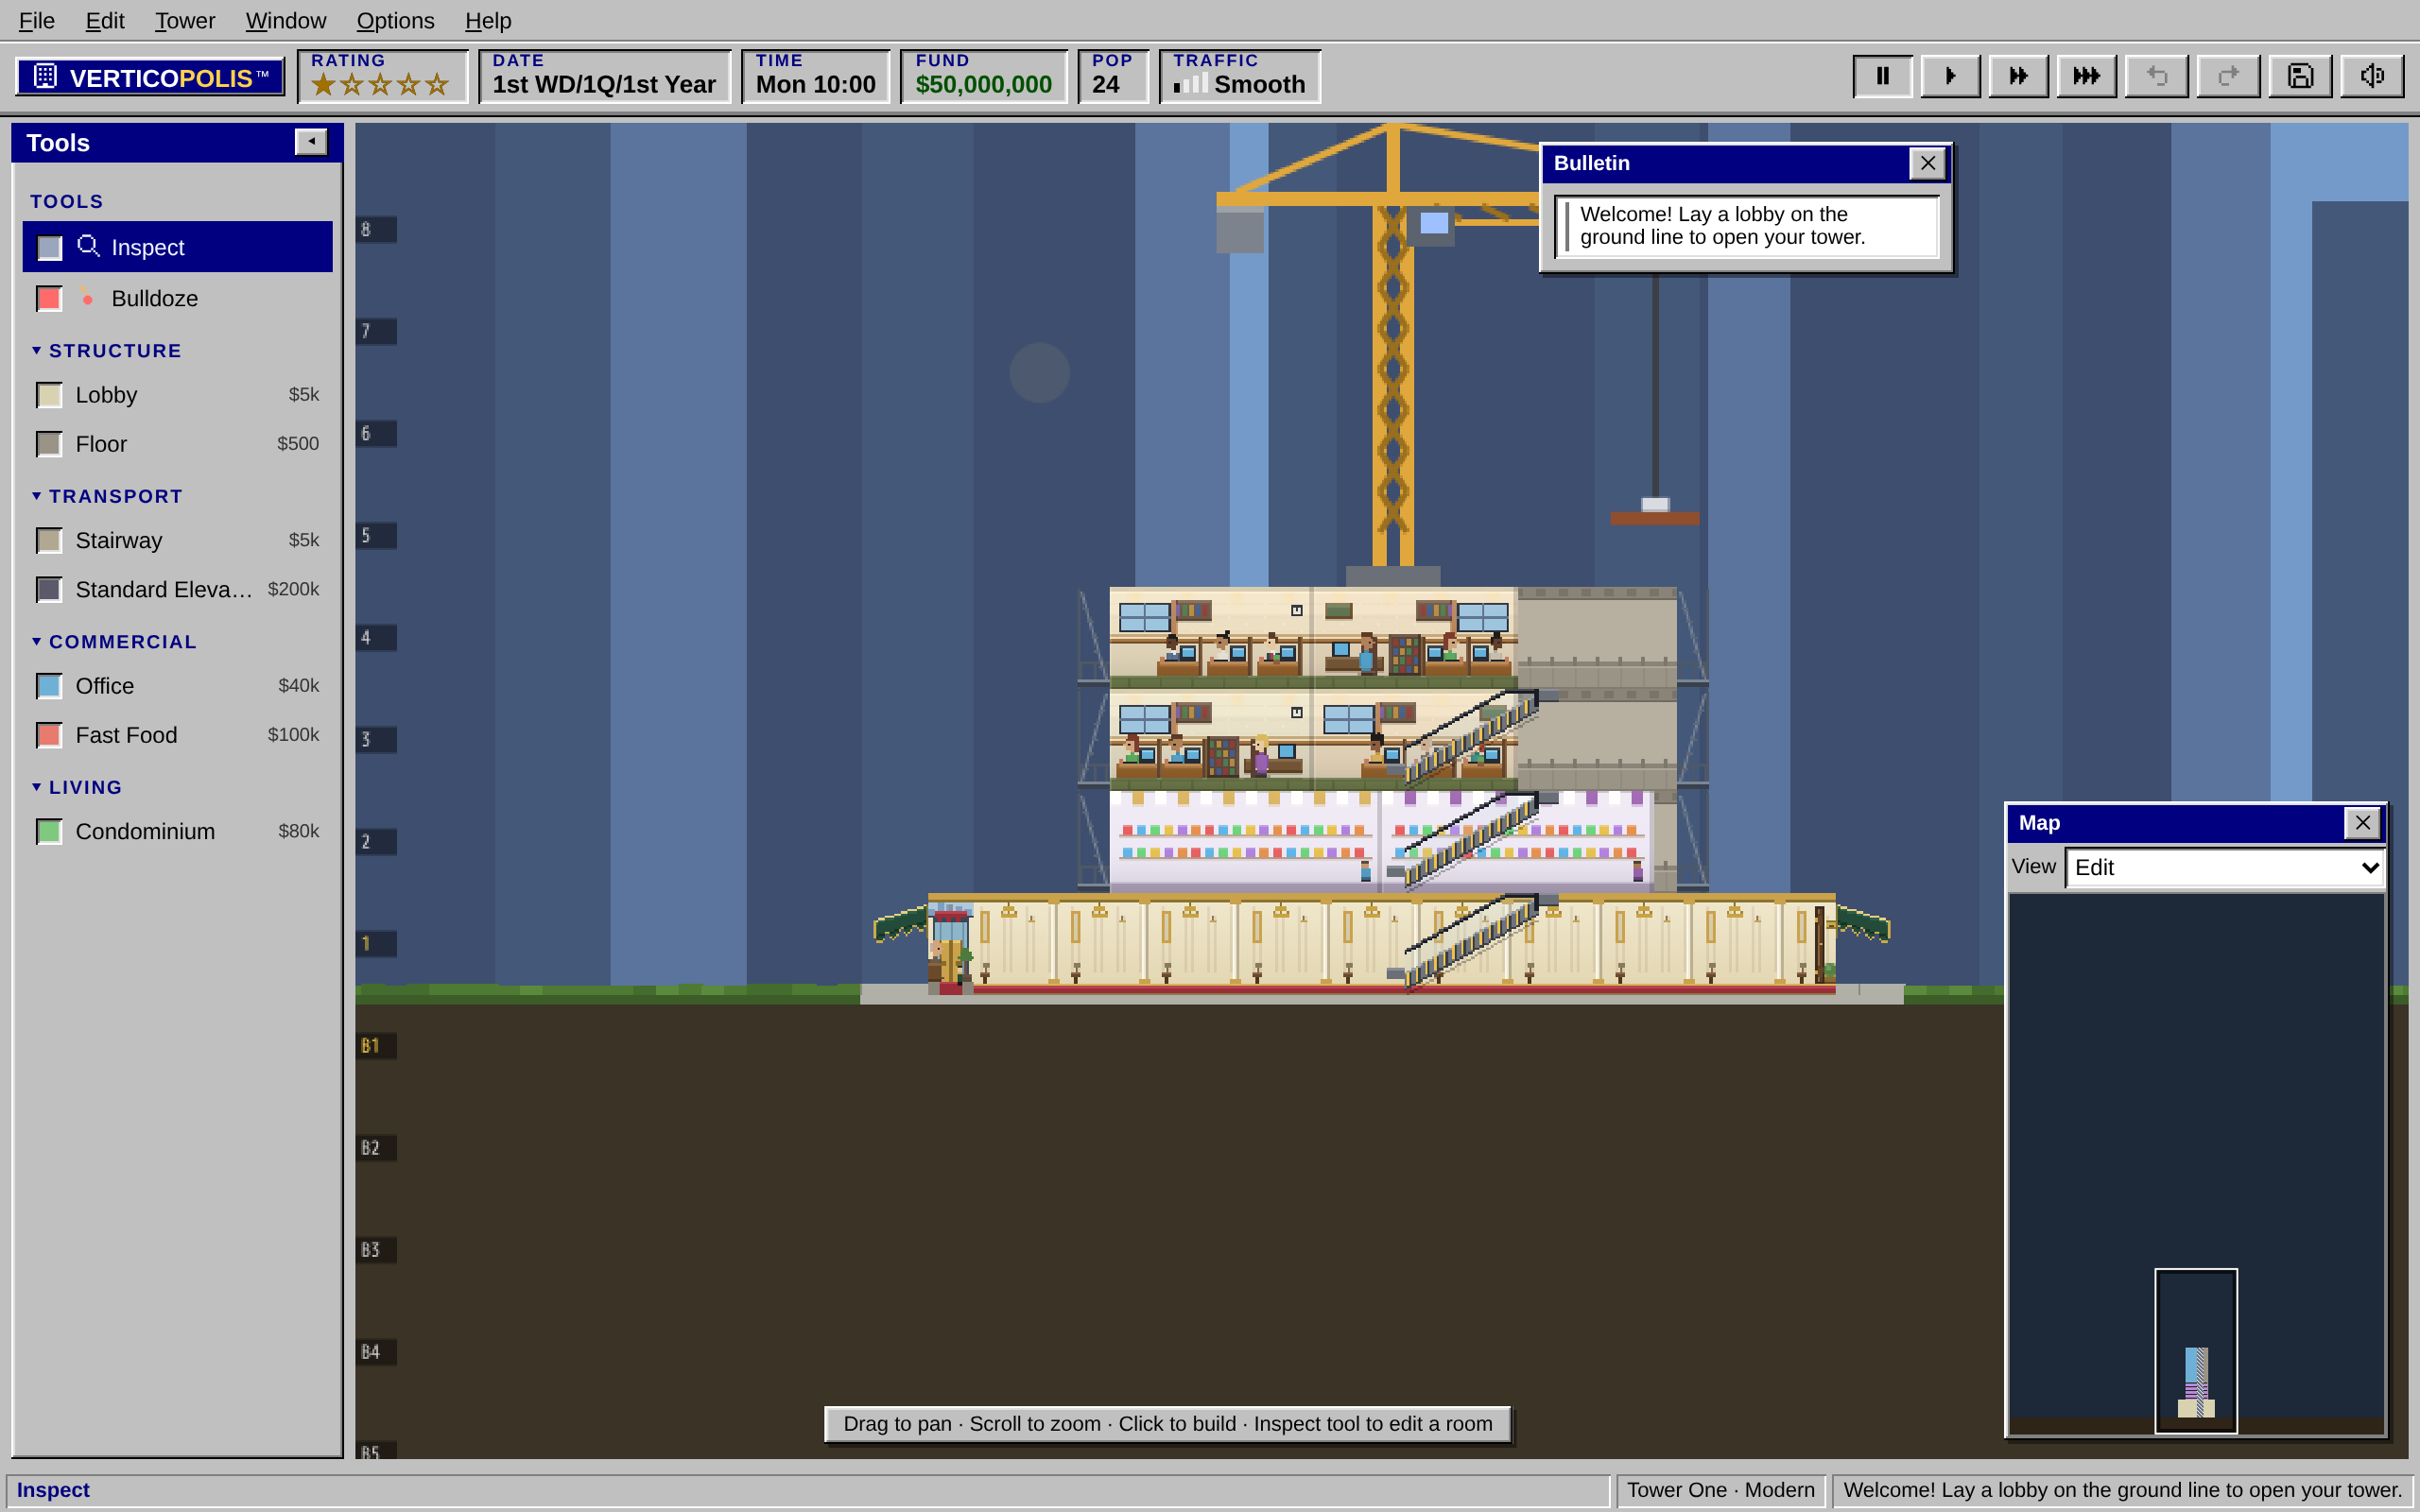 File Edit Tower Window Options Help
VERTICOPOLIS™
RATING
DATE
1st WD/1Q/1st Year
TIME
Mon 10:00
FUND
$50,000,000
POP
24
TRAFFIC
Smooth
Tools
TOOLS
Inspect
Bulldoze
STRUCTURE
Lobby $5k
Floor $500
TRANSPORT
Stairway $5k
Standard Eleva… $200k
COMMERCIAL
Office $40k
Fast Food $100k
LIVING
Condominium $80k
8
7
6
5
4
3
2
1
B1
B2
B3
B4
B5
Bulletin
Welcome! Lay a lobby on the
ground line to open your tower.
Map
View Edit
Drag to pan · Scroll to zoom · Click to build · Inspect tool to edit a room
Inspect
Tower One · Modern
Welcome! Lay a lobby on the ground line to open your tower.